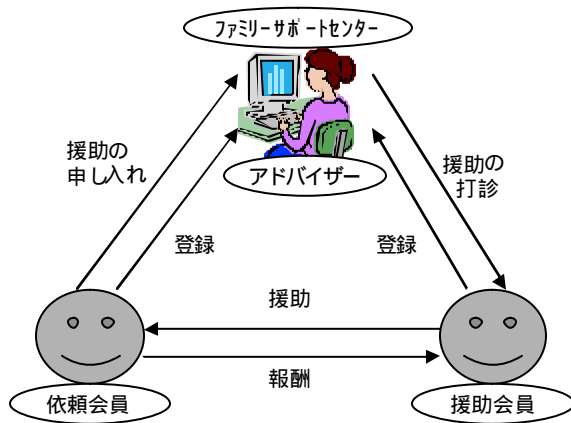 ファミリーサポートセンター
援助の
申し入れ
アドバイザー
援助の
打診
登録
登録
援助
報酬
依頼会員
援助会員